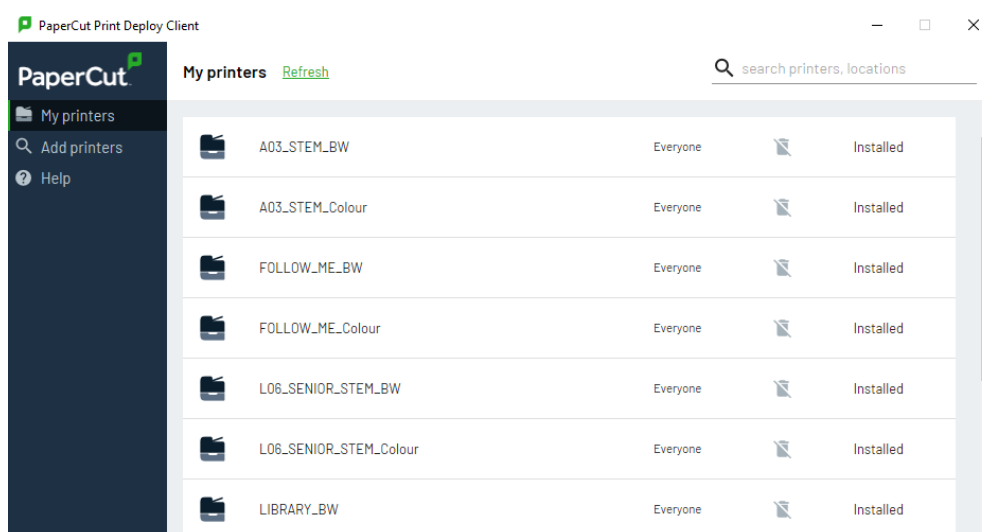 PaperCut Print Deploy Client
PaperCut
My printers Refresh
search printers, locations
My printers
Add printers
Help
A03_STEM_BW Everyone Installed
A03_STEM_Colour Everyone Installed
FOLLOW_ME_BW Everyone Installed
FOLLOW_ME_Colour Everyone Installed
L06_SENIOR_STEM_BW Everyone Installed
L06_SENIOR_STEM_Colour Everyone Installed
LIBRARY_BW Everyone Installed